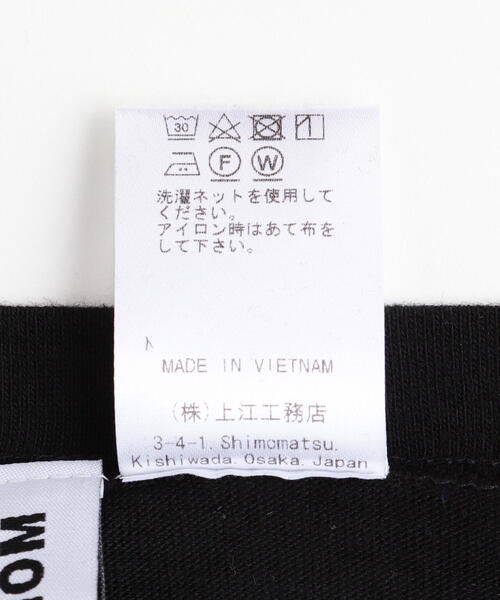 30
F W
洗濯ネットを使用して
ください。
アイロン時はあて布を
して下さい。
MADE IN VIETNAM
(株)上江工務店
3-4-1. Shimomatsu.
Kishiwada. Osaka. Japan
MO